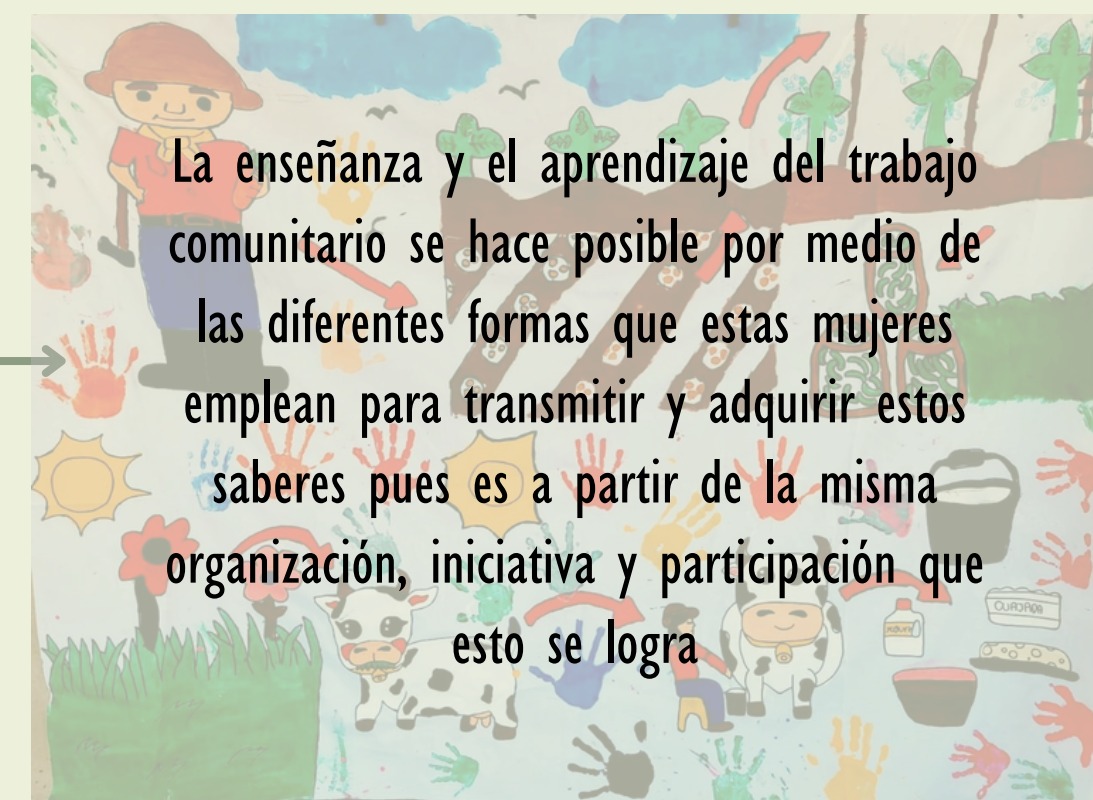 La enseñanza y el aprendizaje del trabajo
comunitario se hace posible por medio de
las diferentes formas que estas mujeres
emplean para transmitir y adquirir estos
saberes pues es a partir de la misma
organización, iniciativa y participación que
esto se logra
CUAJADA